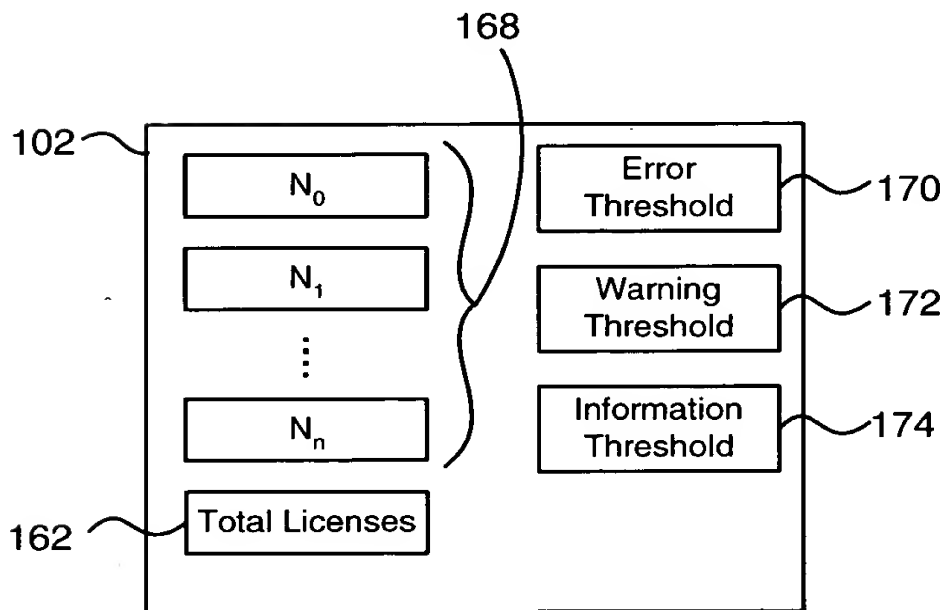 168
102
N₀
Error
Threshold
170
N₁
Warning
Threshold
172
Nₙ
Information
Threshold
174
Total Licenses
162